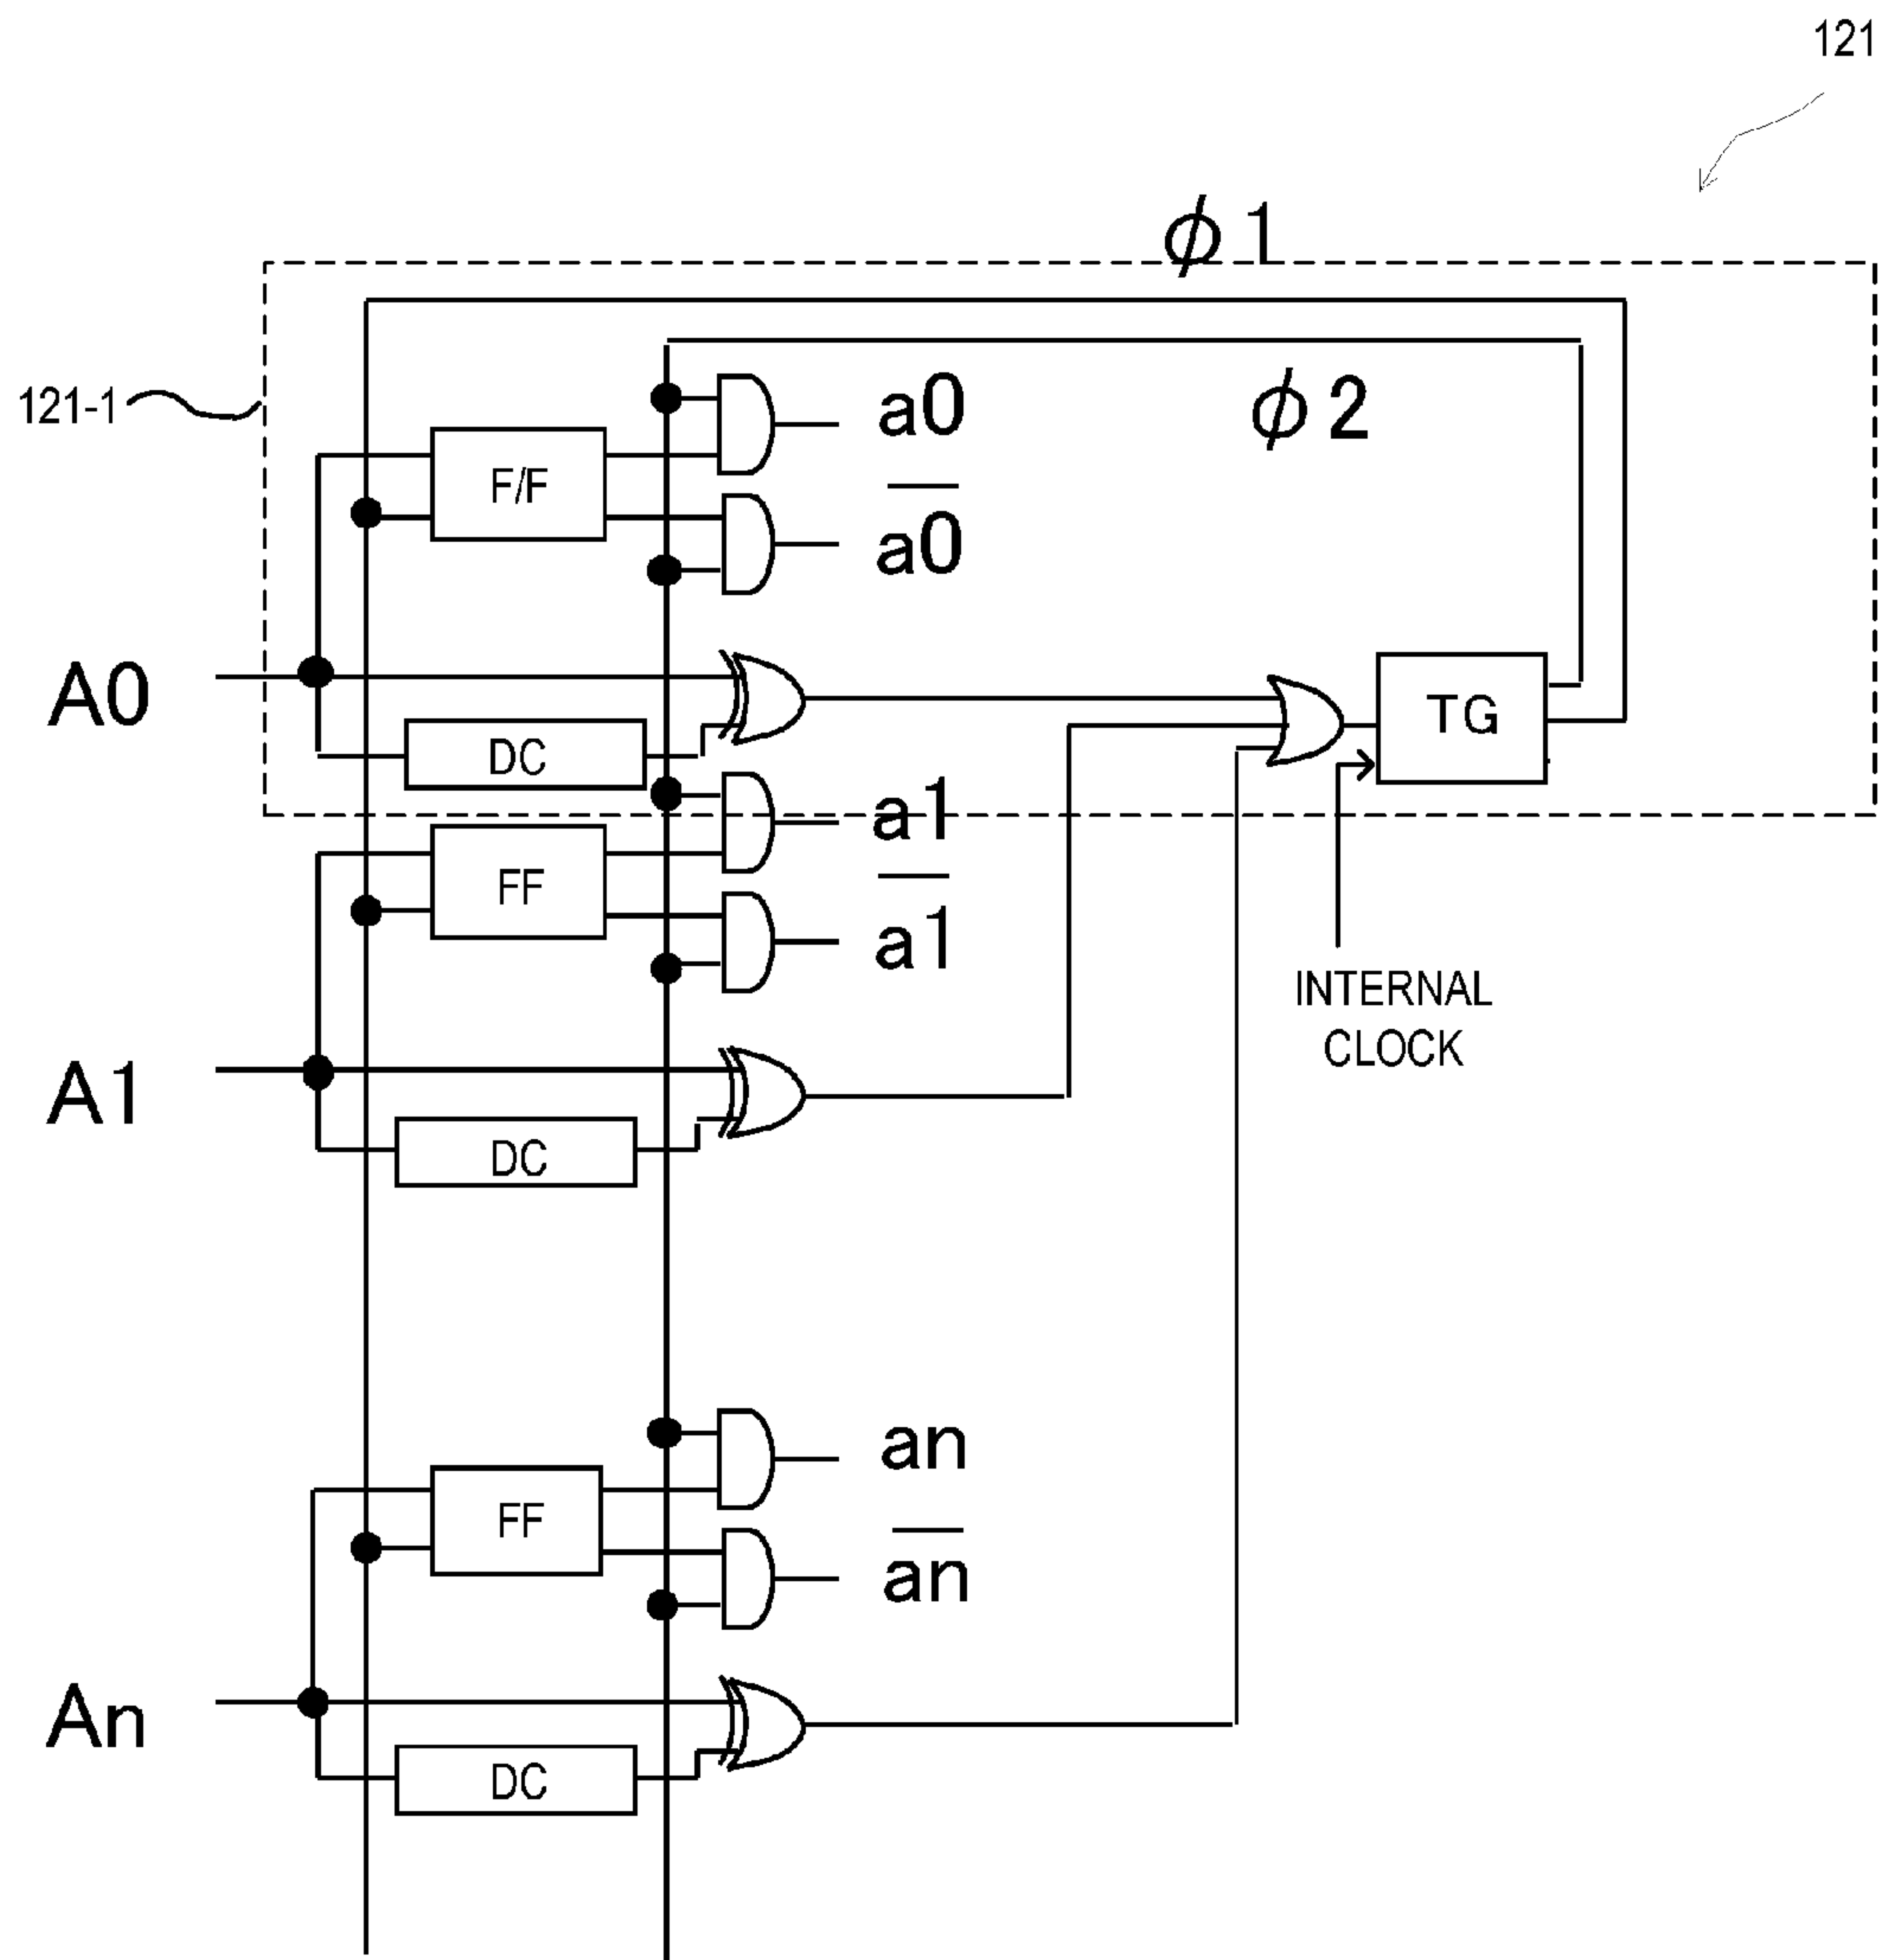 121
ϕ1
121-1
a0
ϕ2
F/F
a0
A0
TG
DC
a1
FF
a1
INTERNAL
CLOCK
A1
DC
an
FF
an
An
DC